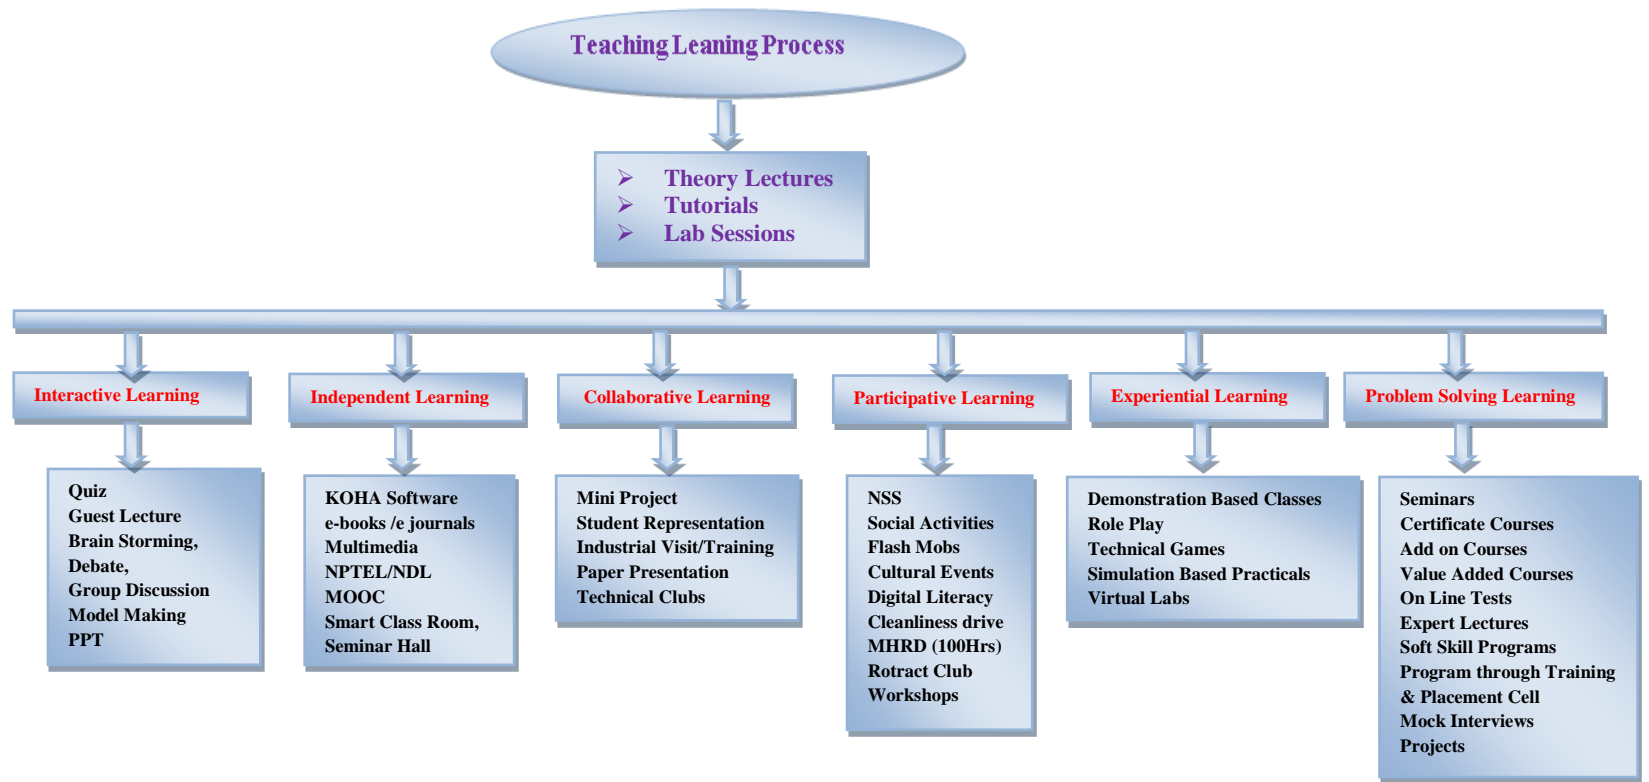 Teaching Leaning Process
➢ Theory Lectures
➢ Tutorials
➢ Lab Sessions
Interactive Learning
Independent Learning
Collaborative Learning
Participative Learning
Experiential Learning
Problem Solving Learning
Quiz
Guest Lecture
Brain Storming,
Debate,
Group Discussion
Model Making
PPT
KOHA Software
e-books /e journals
Multimedia
NPTEL/NDL
MOOC
Smart Class Room,
Seminar Hall
Mini Project
Student Representation
Industrial Visit/Training
Paper Presentation
Technical Clubs
NSS
Social Activities
Flash Mobs
Cultural Events
Digital Literacy
Cleanliness drive
MHRD (100Hrs)
Rotract Club
Workshops
Demonstration Based Classes
Role Play
Technical Games
Simulation Based Practicals
Virtual Labs
Seminars
Certificate Courses
Add on Courses
Value Added Courses
On Line Tests
Expert Lectures
Soft Skill Programs
Program through Training
& Placement Cell
Mock Interviews
Projects